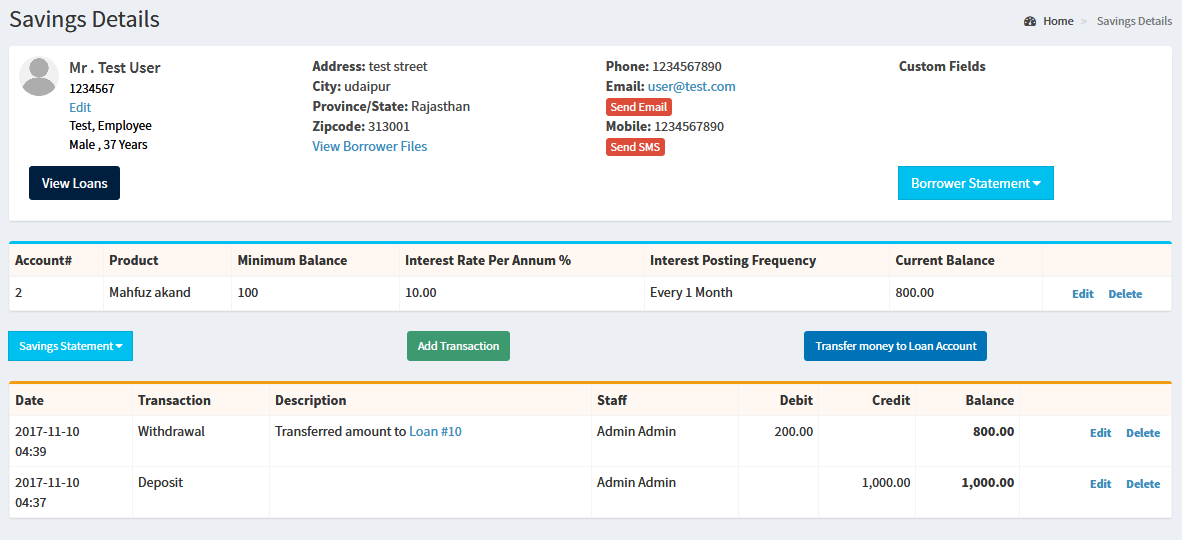 Savings Details
Home > Savings Details
Mr . Test User
1234567
Edit
Test, Employee
Male , 37 Years
View Loans
Address: test street
City: udaipur
Province/State: Rajasthan
Zipcode: 313001
View Borrower Files
Phone: 1234567890
Email: user@test.com
Send Email
Mobile: 1234567890
Send SMS
Custom Fields
Borrower Statement
Account# Product Minimum Balance Interest Rate Per Annum % Interest Posting Frequency Current Balance
2 Mahfuz akand 100 10.00 Every 1 Month 800.00 Edit Delete
Savings Statement Add Transaction Transfer money to Loan Account
Date Transaction Description Staff Debit Credit Balance
2017-11-10 Withdrawal Transferred amount to Loan #10 Admin Admin 200.00 800.00 Edit Delete
04:39
2017-11-10 Deposit Admin Admin 1,000.00 1,000.00 Edit Delete
04:37